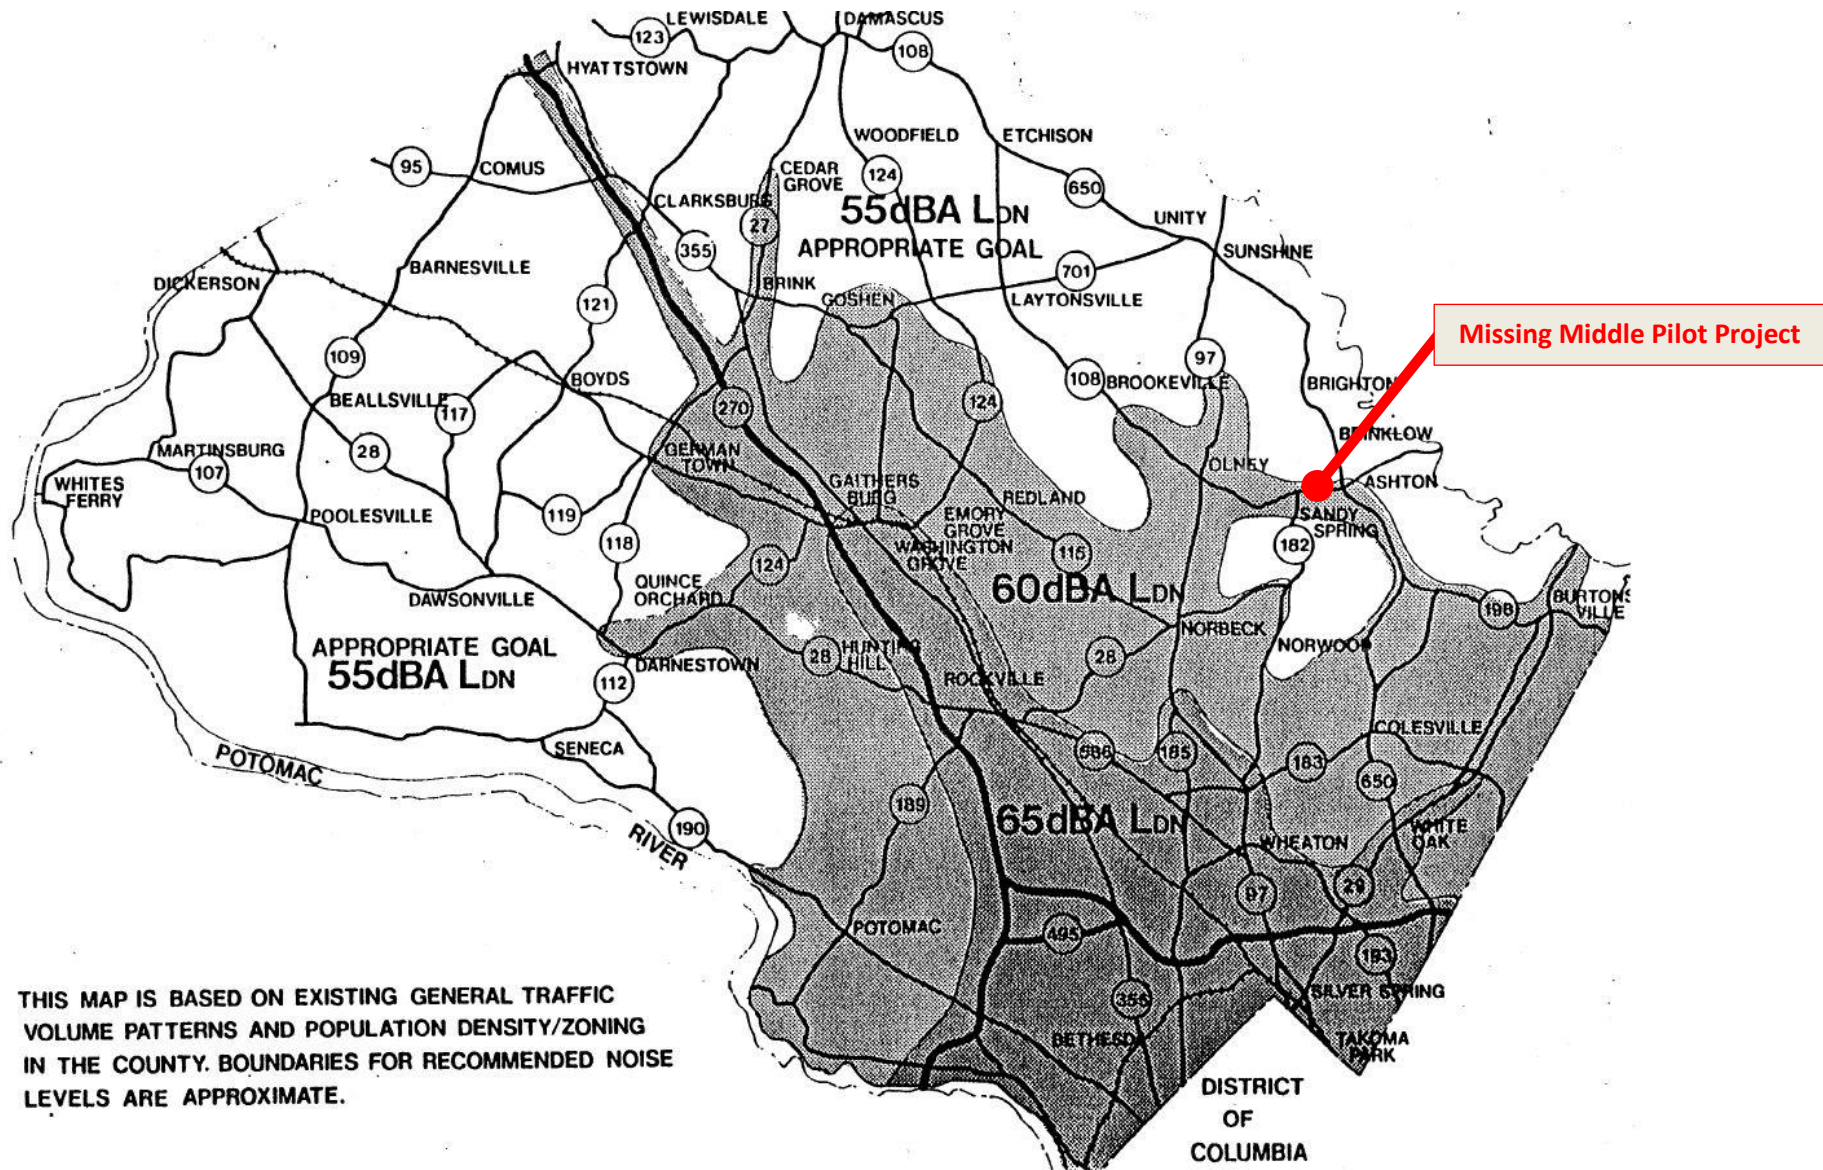 LEWISDALE
DAMASCUS
123
108
HYATTSTOWN
WOODFIELD
ETCHISON
95
COMUS
CEDAR
GROVE
124
650
CLARKSBURG
55dBA LDN
APPROPRIATE GOAL
UNITY
27
355
SUNSHINE
BARNESVILLE
701
DICKERSON
BRINK
GOSHEN
LAYTONSVILLE
121
Missing Middle Pilot Project
109
97
BOYDS
108
BROOKEVILLE
BRIGHTON
BEALLSVILLE
117
270
124
BRINKLOW
MARTINSBURG
28
GERMAN
TOWN
OLNEY
107
WHITES
FERRY
GAITHERS
BURG
REDLAND
ASHTON
POOLESVILLE
119
EMORY
GROVE
SANDY
SPRING
118
WASHINGTON
GROVE
115
182
124
QUINCE
ORCHARD
60dBA LDN
DAWSONVILLE
198
BURTONS
VILLE
NORBECK
APPROPRIATE GOAL
55dBA LDN
DARNESTOWN
28
HUNTING
HILL
28
NORWOOD
112
ROCKVILLE
COLESVILLE
SENECA
586
185
183
POTOMAC
RIVER
650
189
65dBA LDN
190
WHITE
OAK
WHEATON
97
29
POTOMAC
495
193
355
SILVER SPRING
BETHESDA
TAKOMA
PARK
THIS MAP IS BASED ON EXISTING GENERAL TRAFFIC
VOLUME PATTERNS AND POPULATION DENSITY/ZONING
IN THE COUNTY. BOUNDARIES FOR RECOMMENDED NOISE
LEVELS ARE APPROXIMATE.
DISTRICT
OF
COLUMBIA